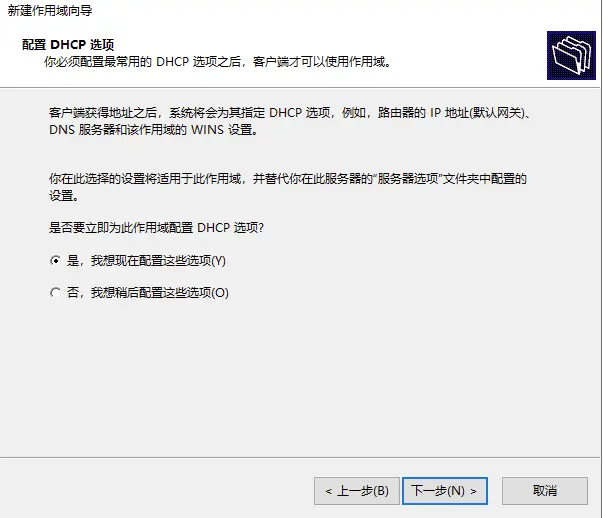 新建作用域向导
配置 DHCP 选项
你必须配置最常用的 DHCP 选项之后，客户端才可以使用作用域。
客户端获得地址之后，系统将会为其指定 DHCP 选项，例如，路由器的 IP 地址(默认网关)、
DNS 服务器和该作用域的 WINS 设置。
你在此选择的设置将适用于此作用域，并替代你在此服务器的“服务器选项”文件夹中配置的
设置。
是否要立即为此作用域配置 DHCP 选项?
是，我想现在配置这些选项(Y)
否，我想稍后配置这些选项(O)
< 上一步(B)
下一步(N) >
取消